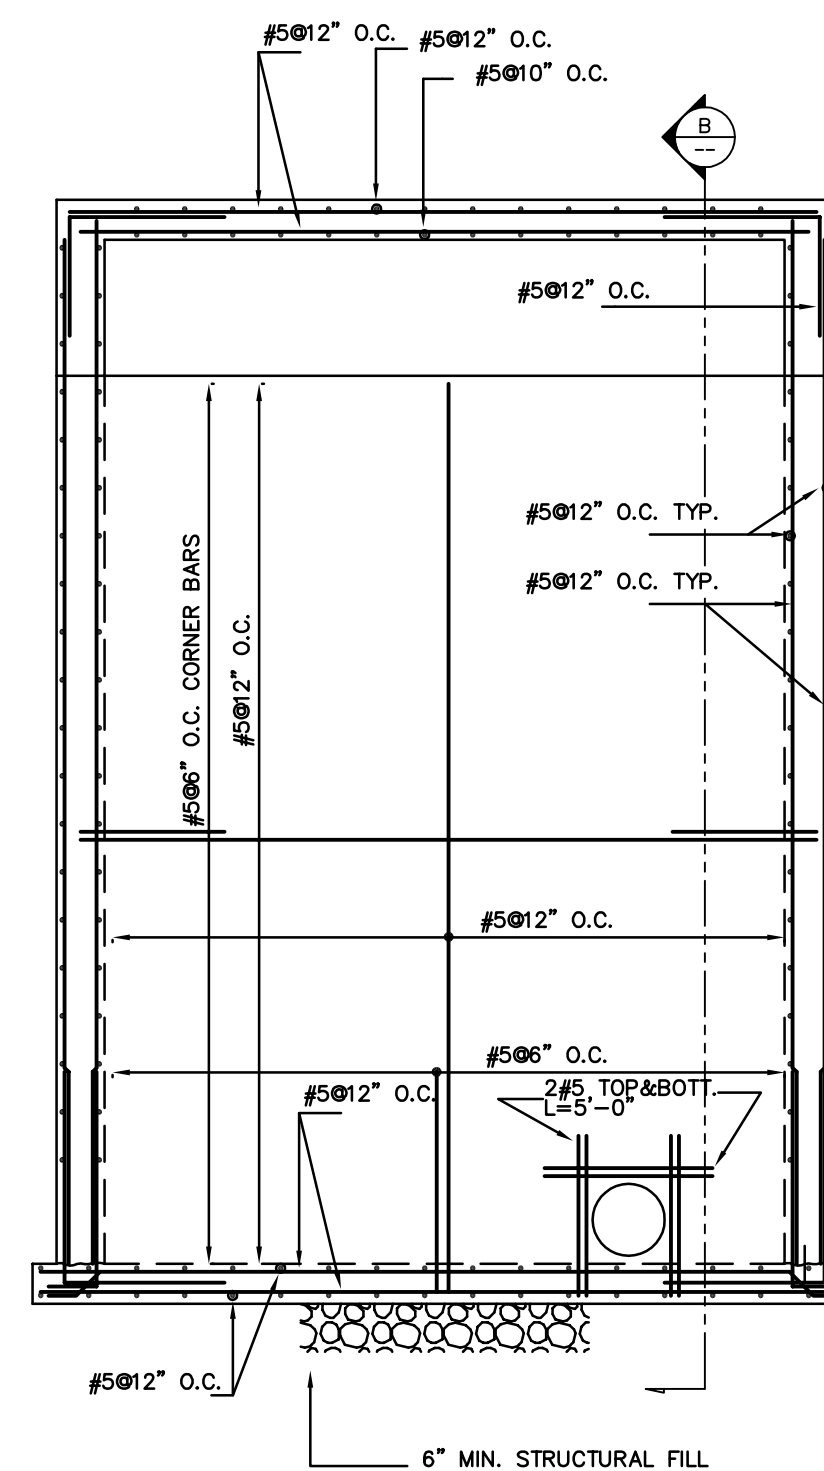 #5@12” O.C.
#5@12” O.C.
#5@10” O.C.
B
--
#5@12” O.C.
#5@12” O.C. TYP.
#5@12” O.C. TYP.
#5@6” O.C. CORNER BARS
#5@12” O.C.
#5@12” O.C.
#5@6” O.C.
#5@12” O.C.
2#5 TOP&BOTT.
L=5'-0”
#5@12” O.C.
6” MIN. STRUCTURAL FILL